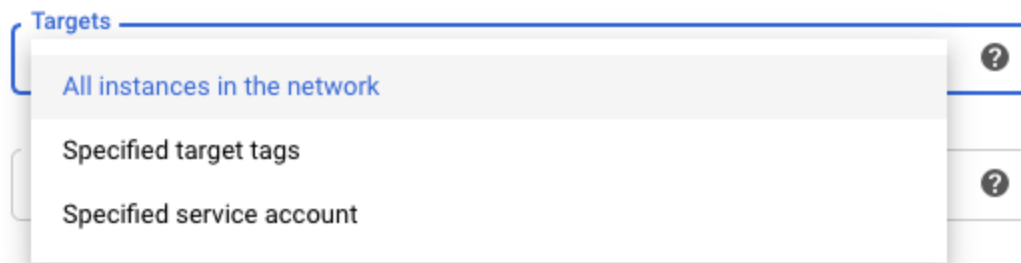 Targets
All instances in the network
Specified target tags
Specified service account